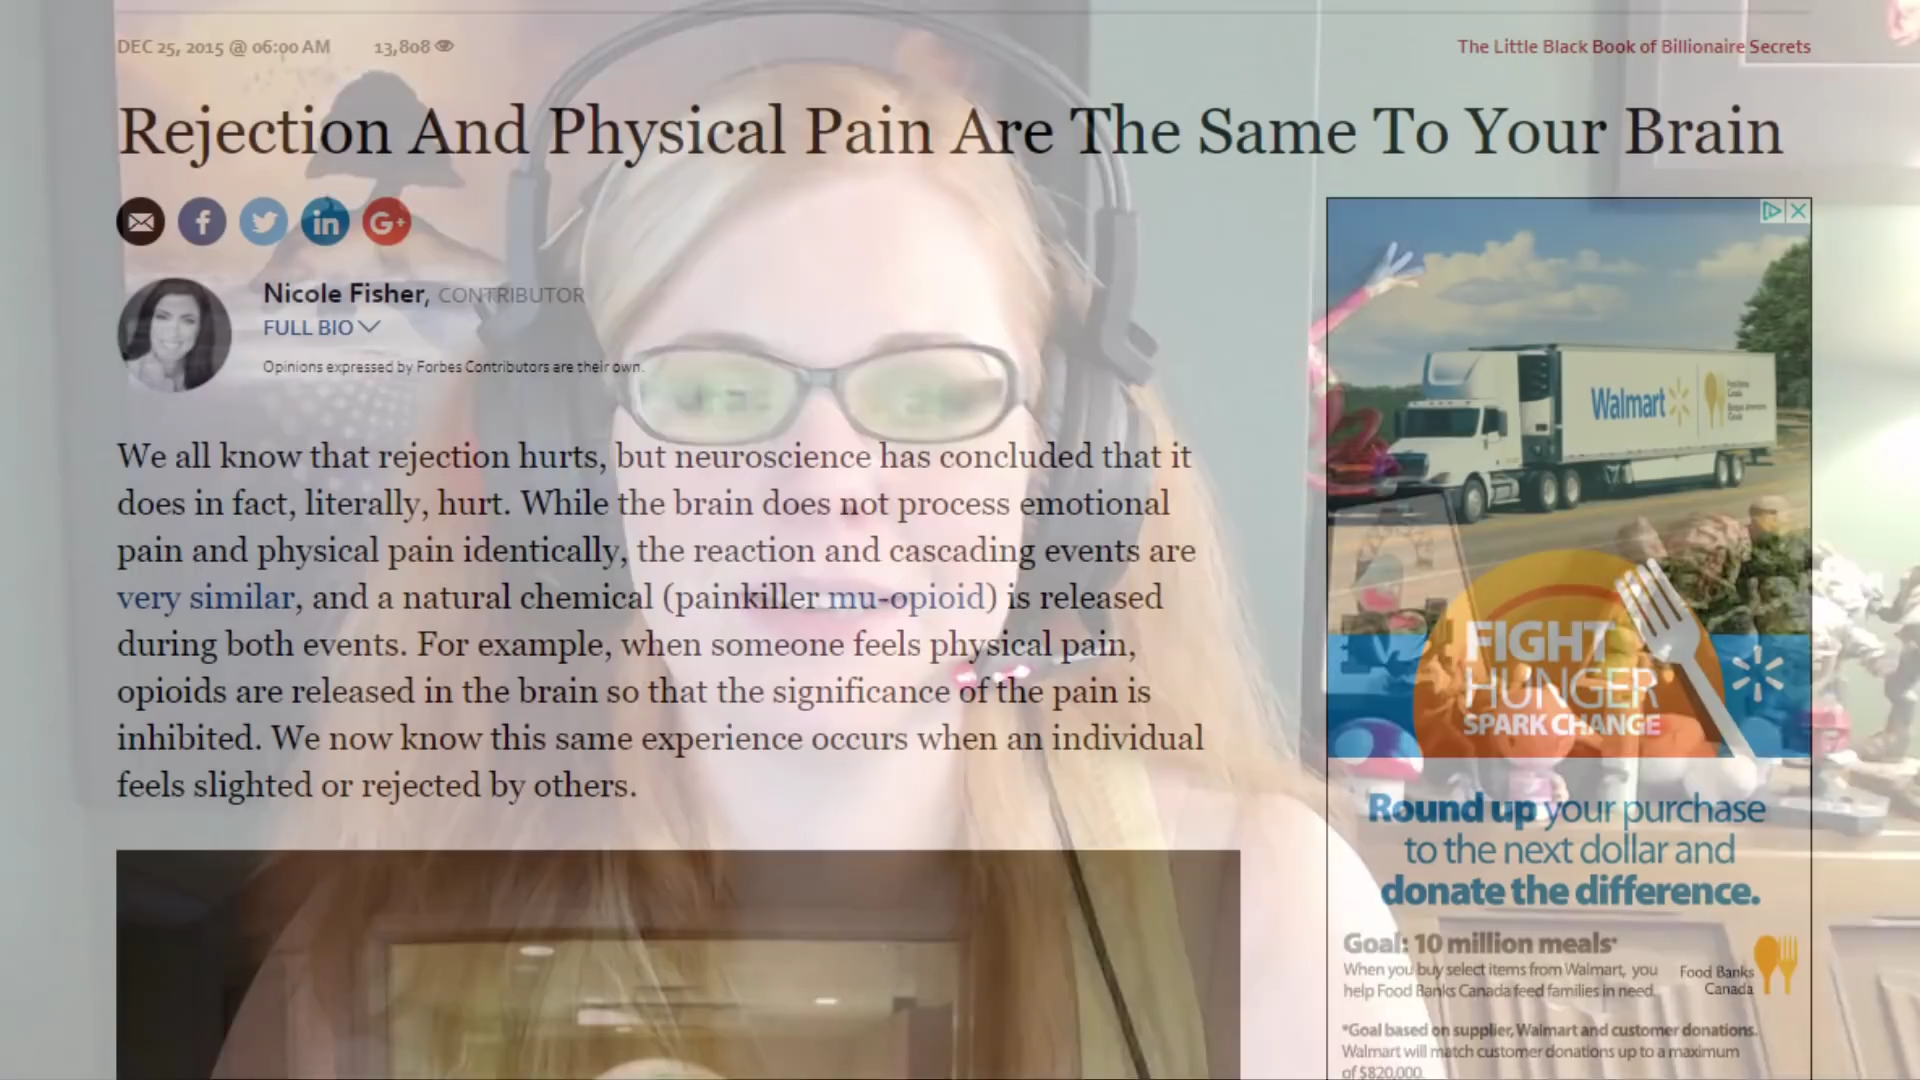 DEC 25, 2015 @ 06:00 AM 13,808
The Little Black Book of Billionaire Secrets
Rejection And Physical Pain Are The Same To Your Brain
f in G+
Nicole Fisher, CONTRIBUTOR
FULL BIO
Opinions expressed by Forbes Contributors are their own.
We all know that rejection hurts, but neuroscience has concluded that it
does in fact, literally, hurt. While the brain does not process emotional
pain and physical pain identically, the reaction and cascading events are
very similar, and a natural chemical (painkiller mu-opioid) is released
during both events. For example, when someone feels physical pain,
opioids are released in the brain so that the significance of the pain is
inhibited. We now know this same experience occurs when an individual
feels slighted or rejected by others.
Walmart
FIGHT
HUNGER
SPARK CHANGE
Round up your purchase
to the next dollar and
donate the difference.
Goal: 10 million meals*
When you buy select items from Walmart, you
help Food Banks Canada feed families in need.
Food Banks
Canada
*Goal based on supplier, Walmart and customer donations.
Walmart will match customer donations up to a maximum
of $820,000.